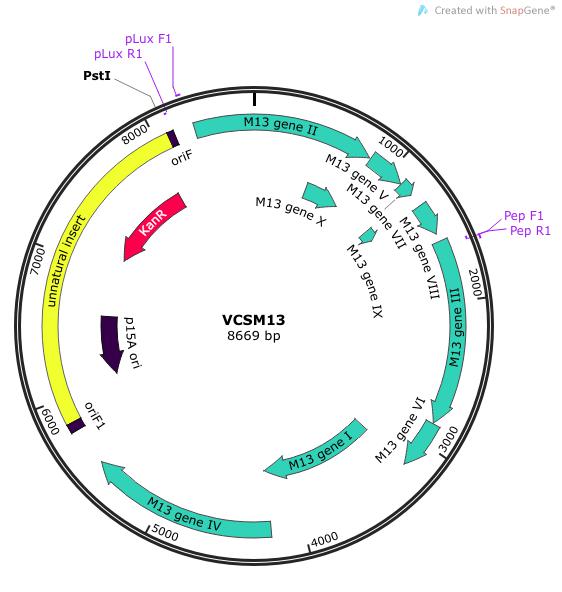 Created with SnapGene®
pLux F1
pLux R1
PstI
8000
oriF
M13 gene II
1000
M13 gene V
M13 gene VII
M13 gene X
M13 gene IX
M13 gene VIII
Pep F1
Pep R1
2000
M13 gene III
KanR
unnatural insert
7000
p15A ori
VCSM13
8669 bp
oriF1
6000
M13 gene VI
3000
M13 gene I
M13 gene IV
5000
4000